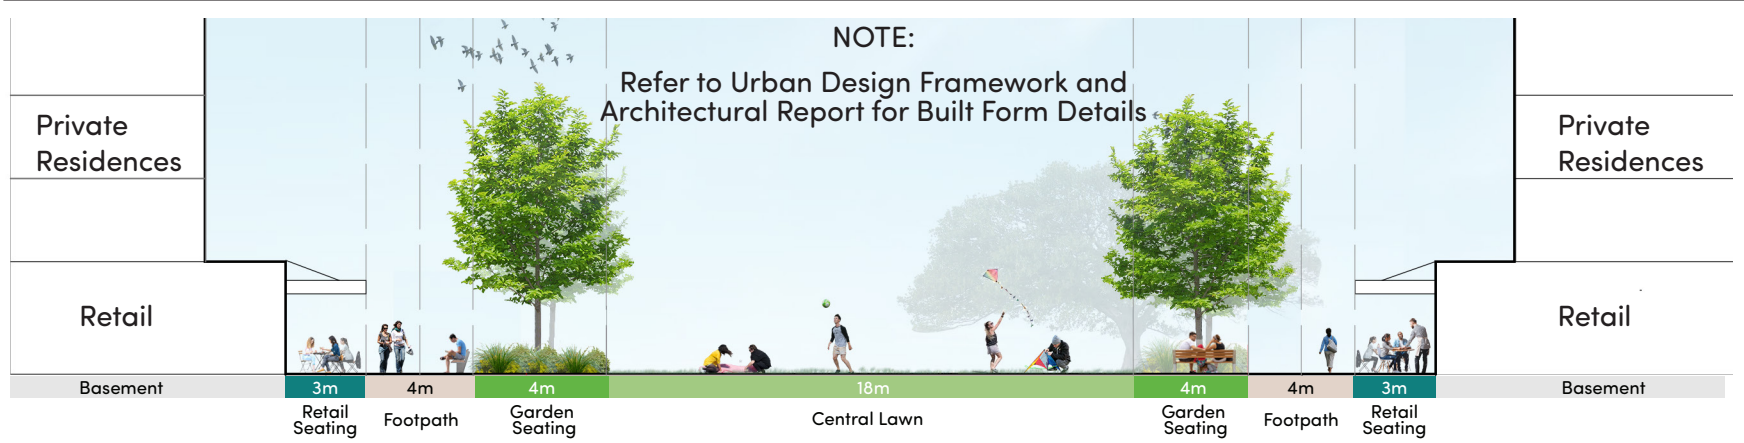 NOTE:
Refer to Urban Design Framework and
Architectural Report for Built Form Details
Private
Residences
Private
Residences
Retail
Retail
Basement
3m
4m
4m
18m
4m
4m
3m
Basement
Retail
Seating
Footpath
Garden
Seating
Central Lawn
Garden
Seating
Footpath
Retail
Seating